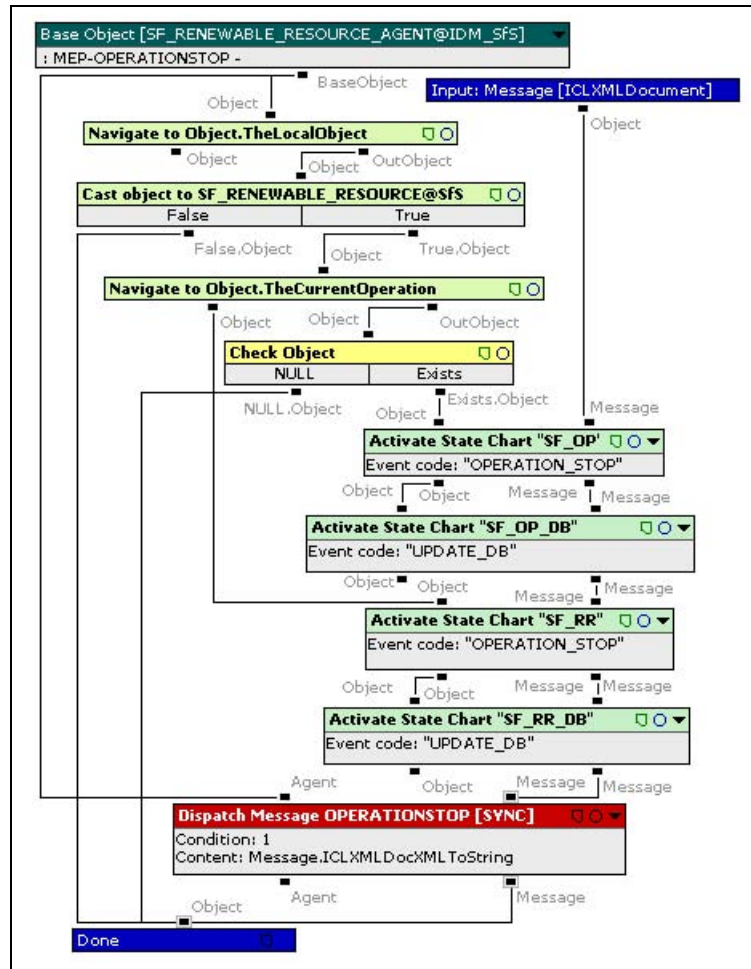 Base Object [SF_RENEWABLE_RESOURCE_AGENT@IDM_SfS]
: MEP-OPERATIONSTOP -
BaseObject
Input: Message [ICLXMLDocument]
Object
Object
Navigate to Object.TheLocalObject
Object
Object
OutObject
Cast object to SF_RENEWABLE_RESOURCE@SfS
False
True
False,Object
Object
True,Object
Navigate to Object.TheCurrentOperation
Object
Object
OutObject
Check Object
NULL
Exists
NULL,Object
Object
Exists,Object
Message
Activate State Chart "SF_OP'
Event code: "OPERATION_STOP"
Object
Object
Message
Message
Activate State Chart "SF_OP_DB"
Event code: "UPDATE_DB"
Object
Object
Message
Message
Activate State Chart "SF_RR"
Event code: "OPERATION_STOP"
Object
Object
Message
Message
Activate State Chart "SF_RR_DB"
Event code: "UPDATE_DB"
Agent
Object
Message
Message
Dispatch Message OPERATIONSTOP [SYNC]
Condition: 1
Content: Message.ICLXMLDocXMLToString
Object
Agent
Message
Done